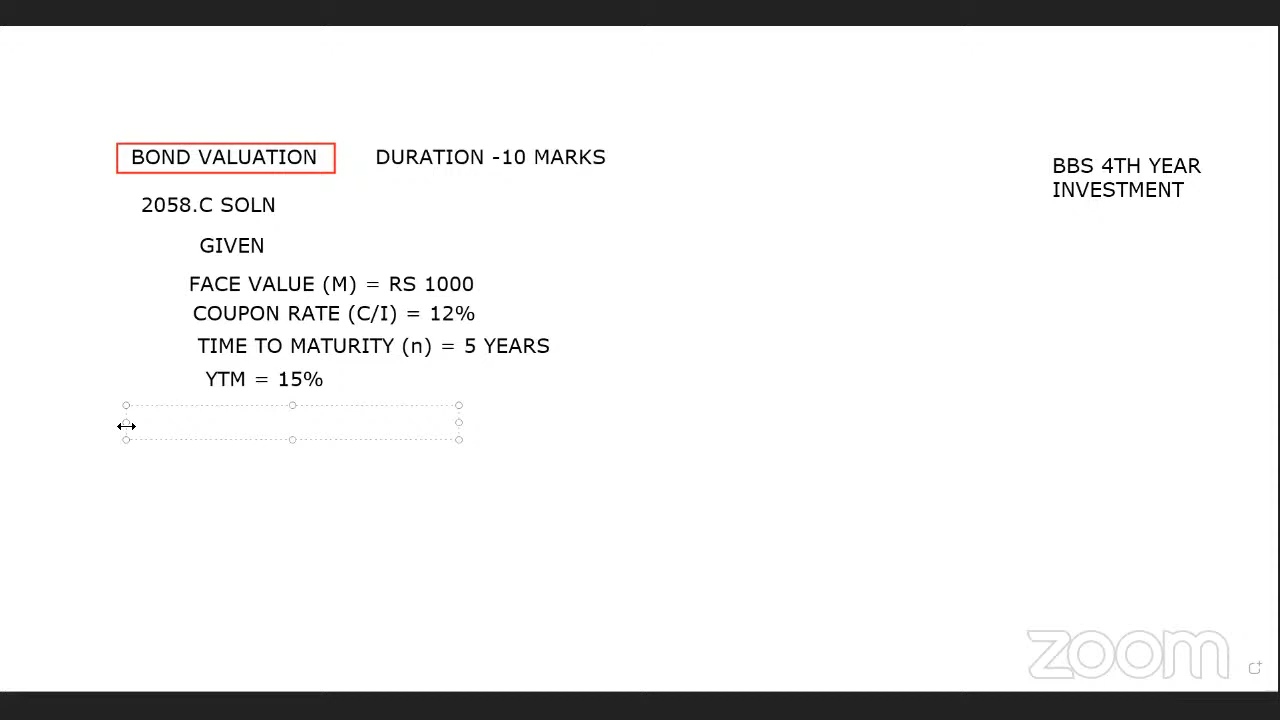 BOND VALUATION DURATION -10 MARKS
BBS 4TH YEAR
INVESTMENT
2058.C SOLN
GIVEN
FACE VALUE (M) = RS 1000
COUPON RATE (C/I) = 12%
TIME TO MATURITY (n) = 5 YEARS
YTM = 15%
zoom